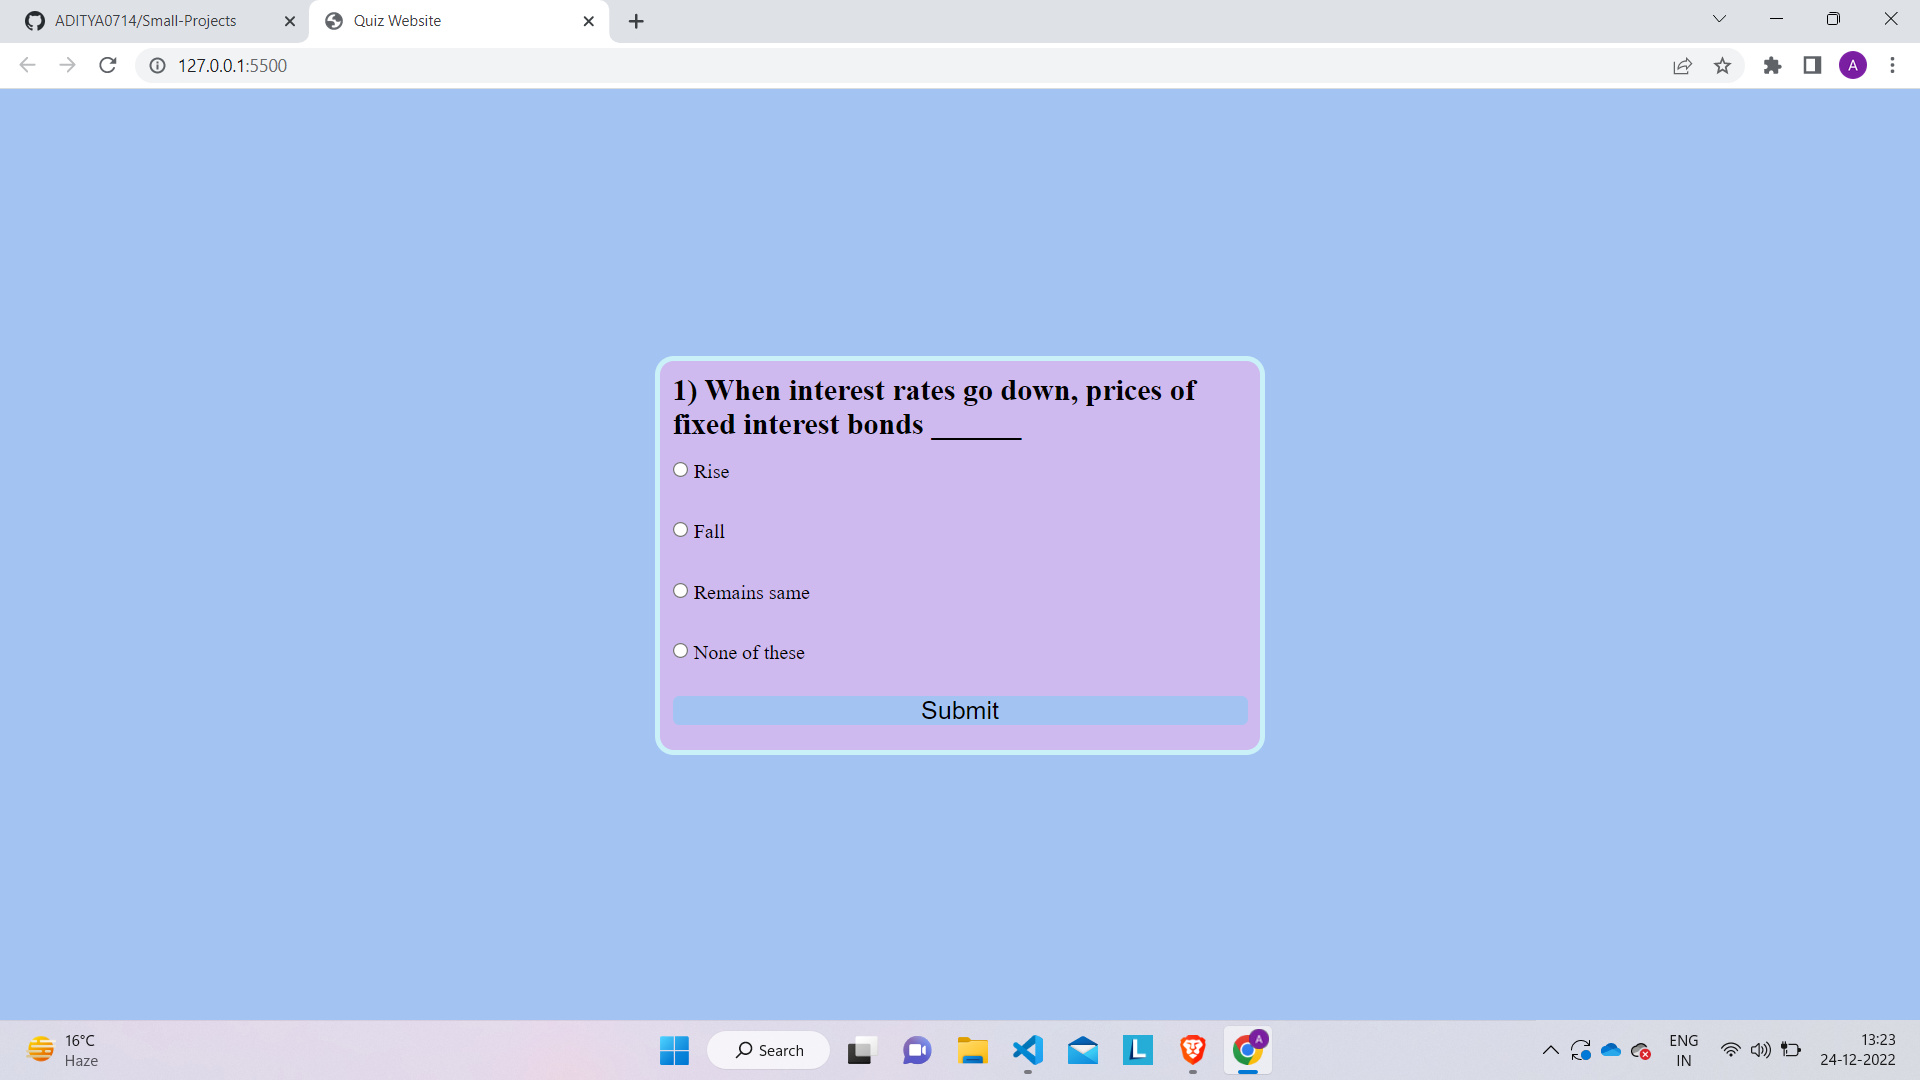 ADITYA0714/Small-Projects
Quiz Website
127.0.0.1:5500
A
1) When interest rates go down, prices of
fixed interest bonds ______
Rise
Fall
Remains same
None of these
Submit
16°C
Haze
Search
L
A
ENG
IN
13:23
24-12-2022